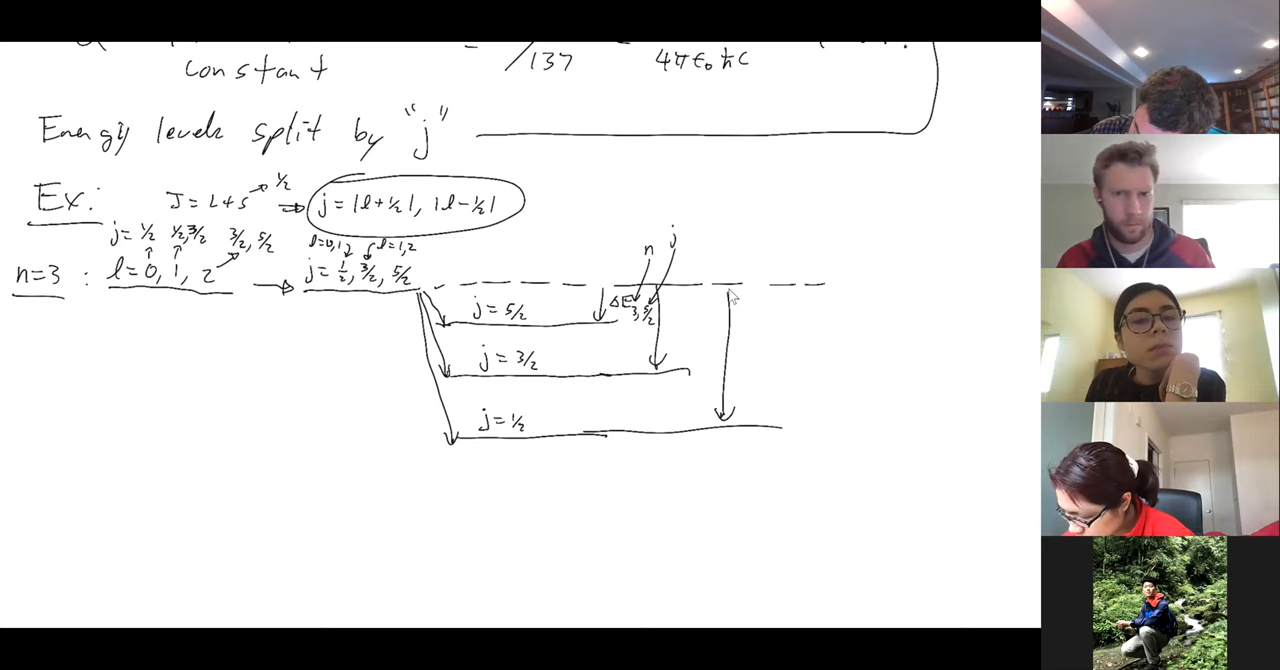 = 1/137 4πε₀ħc
constant
Energy levels split by "j"
Ex: J = L + S → 1/2 ⇒ j = |l+½|, |l-½|
j = ½ ½, 3/2 3/2, 5/2 l=0,1 l=1,2
n=3 : l = 0, 1, 2 → j = ½, 3/2, 5/2
n j
j = 5/2 ΔE 3,5/2
j = 3/2
j = ½